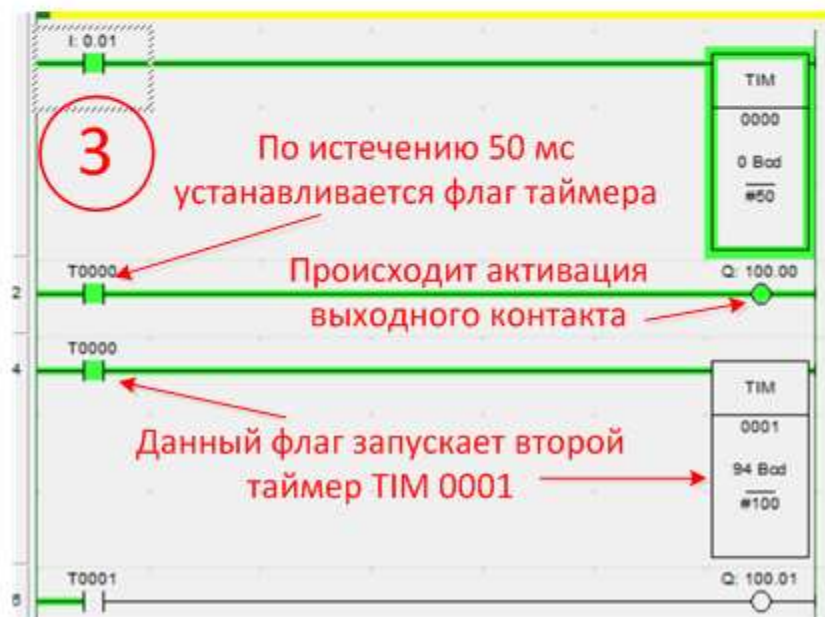 I: 0.01
TIM
0000
0 Bcd
#50
3
По истечению 50 мс
устанавливается флаг таймера
T0000
Происходит активация
выходного контакта
Q: 100.00
2
T0000
4
TIM
0001
94 Bcd
#100
Данный флаг запускает второй
таймер TIM 0001
T0001
Q: 100.01